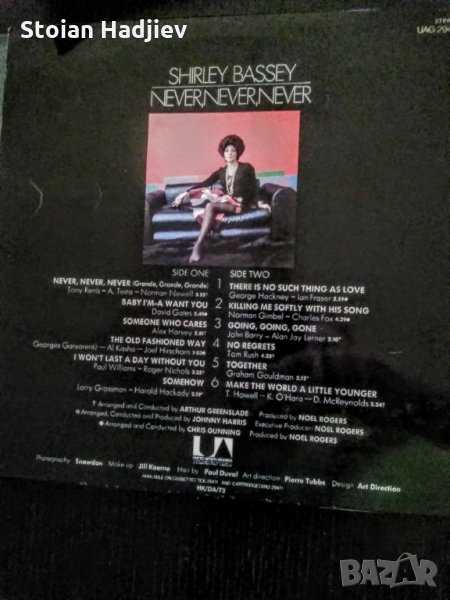 Stoian Hadjiev
STEREO
UAG 294
SHIRLEY BASSEY
NEVER, NEVER, NEVER
SIDE ONE
NEVER, NEVER, NEVER (Grande, Grande, Grande)
Tony Renis – A. Testa – Norman Newell
BABY I'M-A WANT YOU
David Gates
SOMEONE WHO CARES
Alex Harvey
THE OLD FASHIONED WAY
Georges Garvarentz – Al Kasha – Joel Hirschorn
I WON'T LAST A DAY WITHOUT YOU
Paul Williams – Roger Nichols
SOMEHOW
Larry Grossman – Harold Hackady
1
2
3
4
5
6
SIDE TWO
THERE IS NO SUCH THING AS LOVE
George Hackney – Ian Fraser
KILLING ME SOFTLY WITH HIS SONG
Norman Gimbel – Charles Fox
GOING, GOING, GONE
John Barry – Alan Jay Lerner
NO REGRETS
Tom Rush
TOGETHER
Graham Gouldman
MAKE THE WORLD A LITTLE YOUNGER
T. Howell – K. O'Hara – D. McReynolds
Arranged and Conducted by ARTHUR GREENSLADE Produced by NOEL ROGERS
Arranged, Conducted and Produced by JOHNNY HARRIS Executive Producer: NOEL ROGERS
Arranged and Conducted by CHRIS GUNNING Produced by NOEL ROGERS
UA
Photography Snowdon Make-up Jill Keerne Hair by Paul Duval Art direction Pierre Tubbs Design Art Direction
HK/DA/73
BAZAR.bg